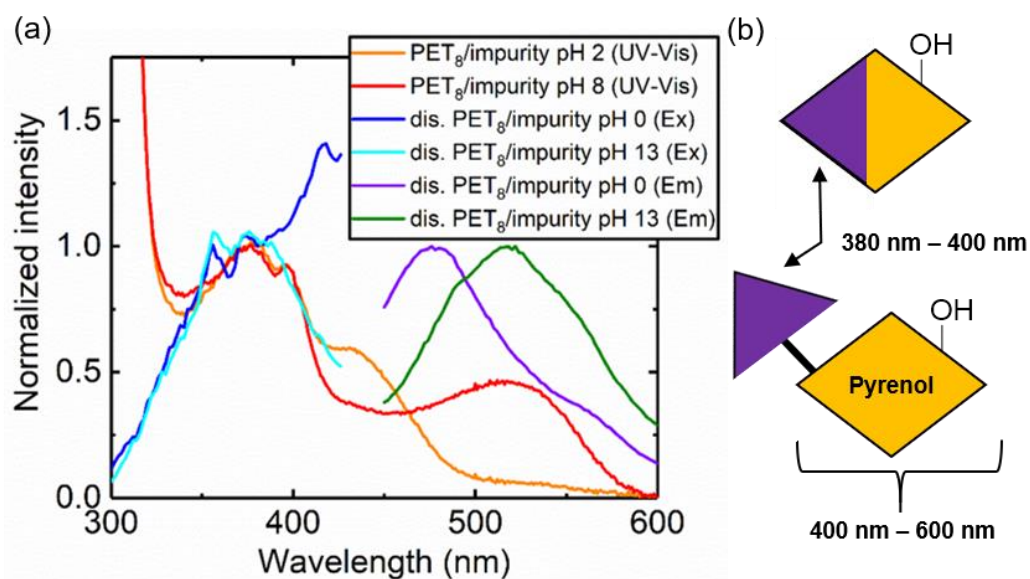 (a)
Normalized intensity
1.5
1.0
0.5
0.0
300
400
500
600
Wavelength (nm)
PET₈/impurity pH 2 (UV-Vis)
PET₈/impurity pH 8 (UV-Vis)
dis. PET₈/impurity pH 0 (Ex)
dis. PET₈/impurity pH 13 (Ex)
dis. PET₈/impurity pH 0 (Em)
dis. PET₈/impurity pH 13 (Em)
(b)
OH
380 nm – 400 nm
OH
Pyrenol
400 nm – 600 nm